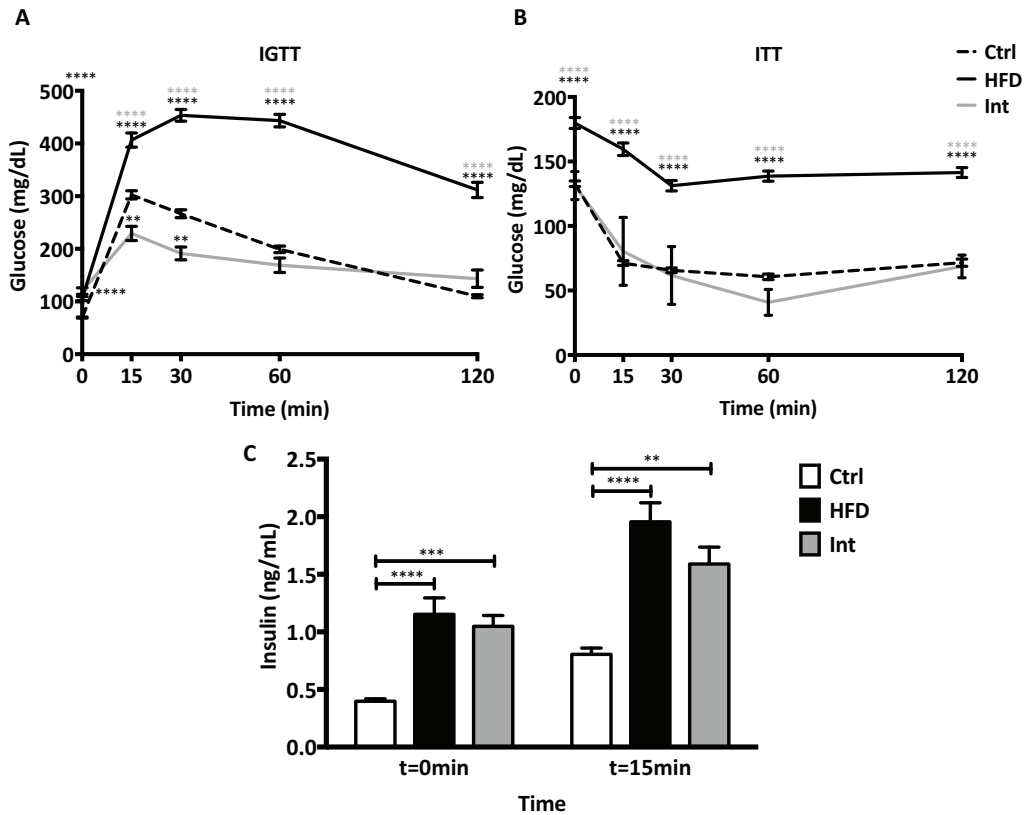 A
IGTT
****
500
400
300
200
100
0
Glucose (mg/dL)
****
****
****
****
****
****
****
****
**
**
****
0 15 30 60 120
Time (min)
B
ITT
Ctrl
HFD
Int
200
150
100
50
0
Glucose (mg/dL)
****
****
****
****
****
****
****
****
****
****
0 15 30 60 120
Time (min)
C
2.5
2.0
1.5
1.0
0.5
0.0
Insulin (ng/mL)
***
****
**
****
Ctrl
HFD
Int
t=0min t=15min
Time